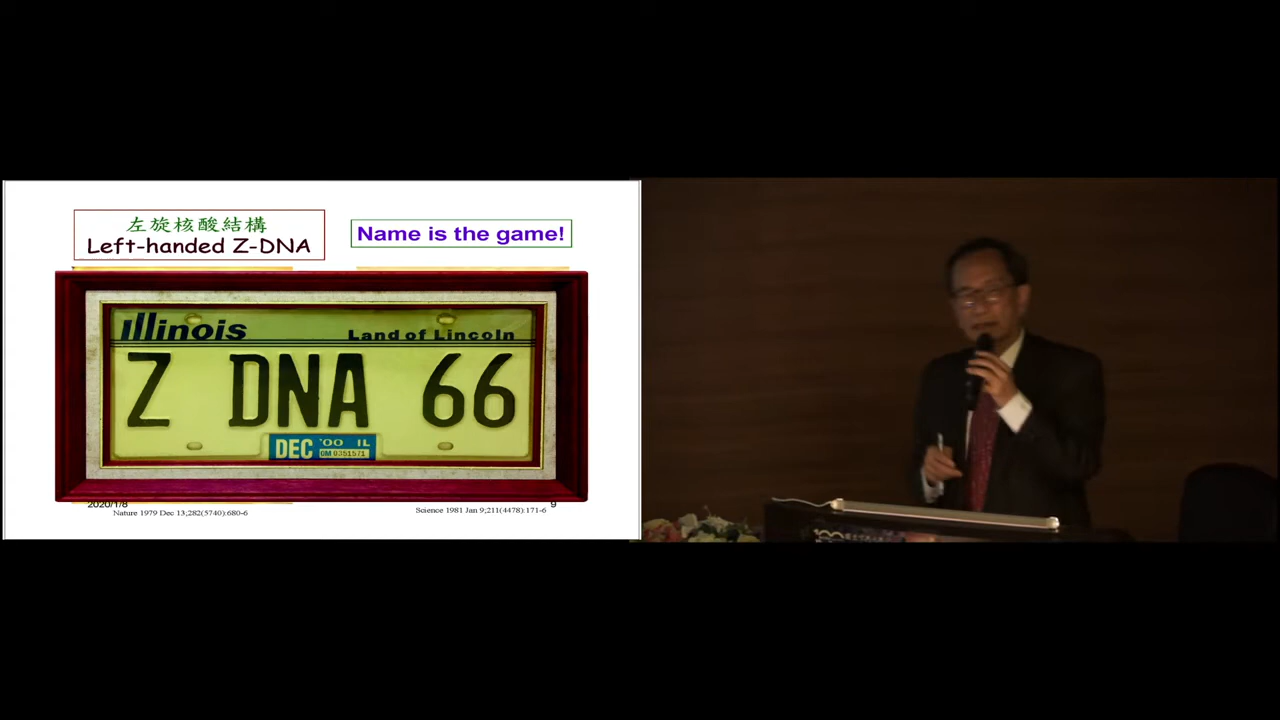 左旋核酸結構
Left-handed Z-DNA
Name is the game!
Illinois
Land of Lincoln
Z DNA 66
DEC '00 IL
2020/1/8
9
Nature 1979 Dec 13;282(5740):680-6
Science 1981 Jan 9;211(4478):171-6
100